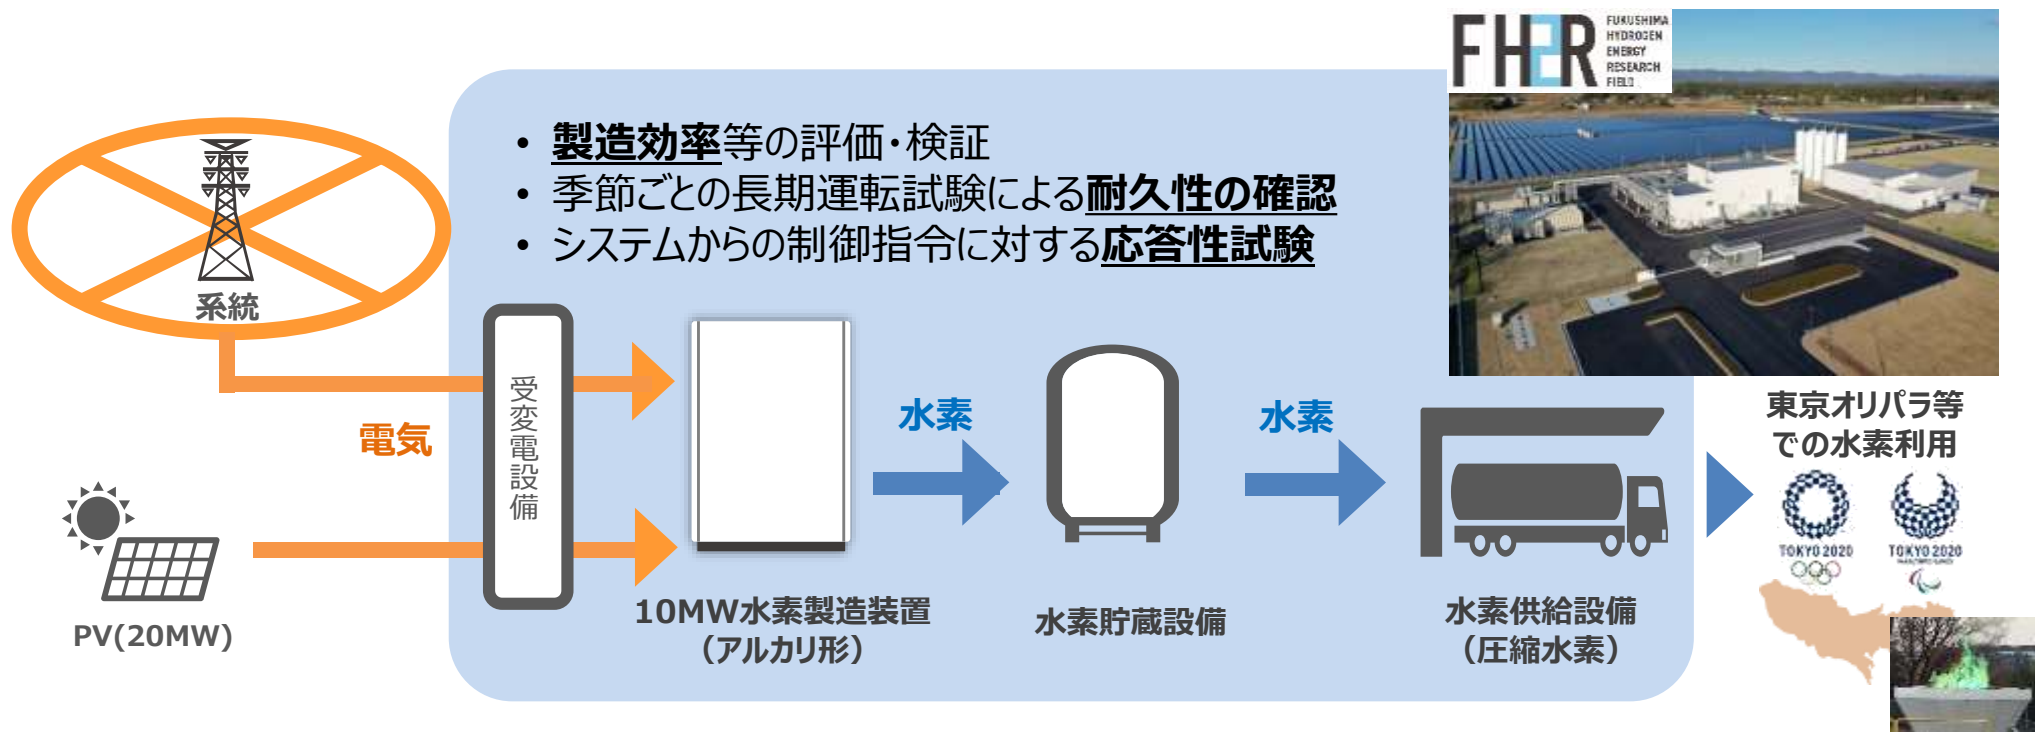 FH2R
FUKUSHIMA
HYDROGEN
ENERGY
RESEARCH
FIELD
• 製造効率等の評価・検証
• 季節ごとの長期運転試験による耐久性の確認
• システムからの制御指令に対する応答性試験
系統
電気
受変電設備
水素
水素
PV(20MW)
10MW水素製造装置
（アルカリ形）
水素貯蔵設備
水素供給設備
（圧縮水素）
東京オリパラ等
での水素利用
TOKYO 2020
TOKYO 2020
PARALYMPIC GAMES